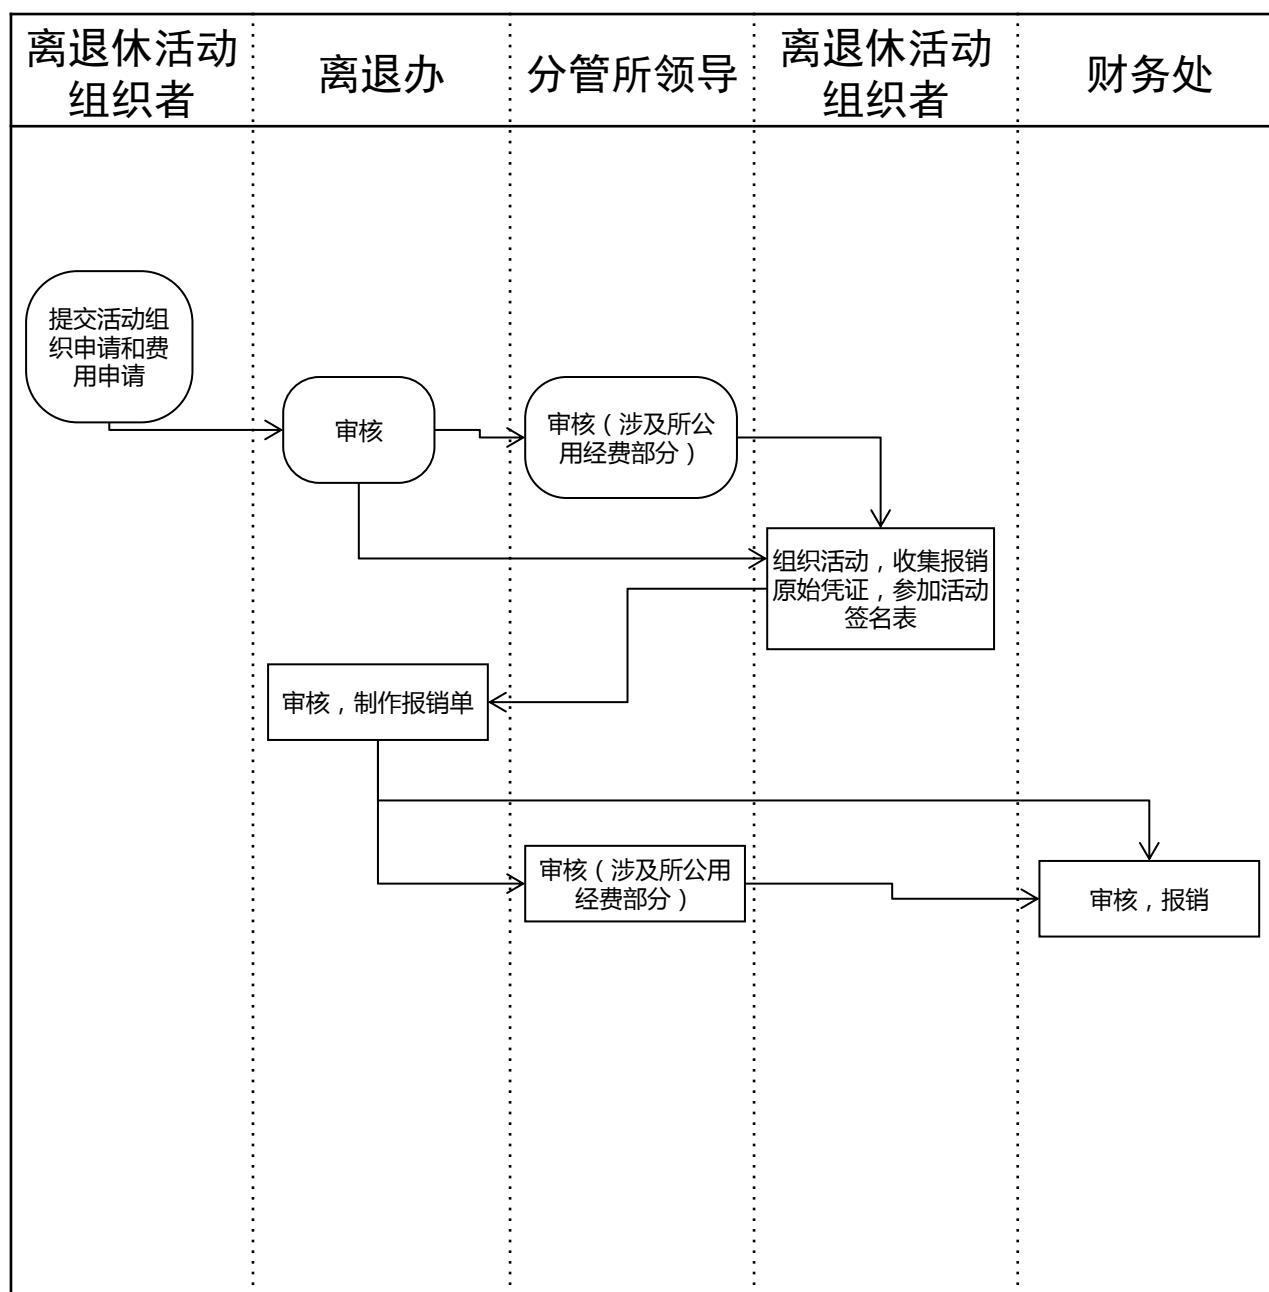 离退休活动
组织者
离退办
分管所领导
离退休活动
组织者
财务处
提交活动组
织申请和费
用申请
审核
审核（涉及所公
用经费部分）
组织活动，收集报销
原始凭证，参加活动
签名表
审核，制作报销单
审核（涉及所公用
经费部分）
审核，报销